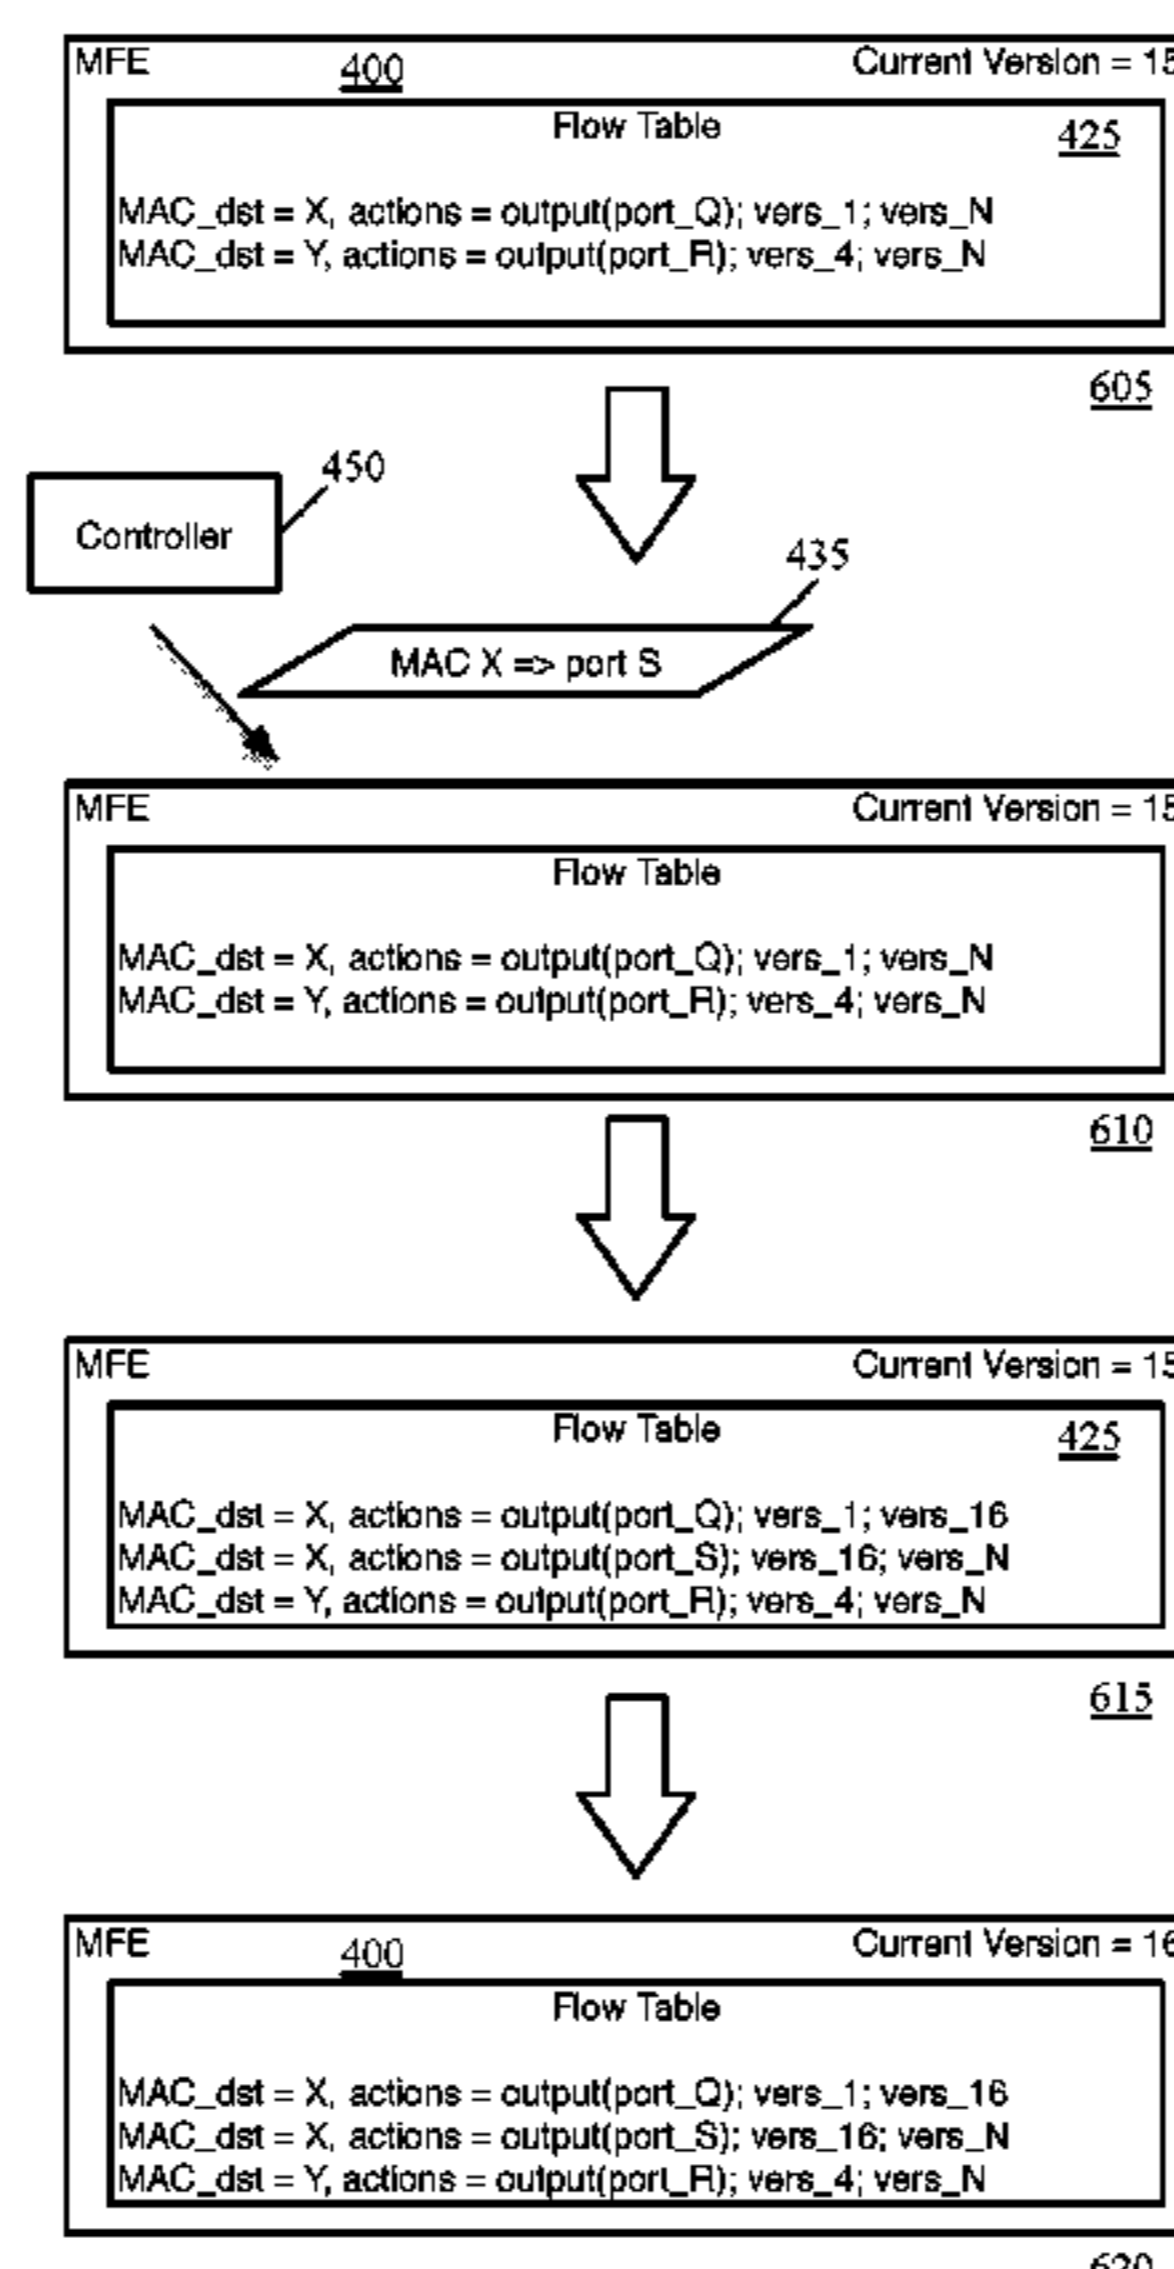 MFE 400 Current Version = 15
Flow Table 425
MAC_dst = X, actions = output(port_Q); vers_1; vers_N
MAC_dst = Y, actions = output(port_R); vers_4; vers_N
605
450
Controller
435
MAC X => port S
MFE Current Version = 15
Flow Table
MAC_dst = X, actions = output(port_Q); vers_1; vers_N
MAC_dst = Y, actions = output(port_R); vers_4; vers_N
610
MFE Current Version = 15
Flow Table 425
MAC_dst = X, actions = output(port_Q); vers_1; vers_16
MAC_dst = X, actions = output(port_S); vers_16; vers_N
MAC_dst = Y, actions = output(port_R); vers_4; vers_N
615
MFE 400 Current Version = 16
Flow Table
MAC_dst = X, actions = output(port_Q); vers_1; vers_16
MAC_dst = X, actions = output(port_S); vers_16; vers_N
MAC_dst = Y, actions = output(port_R); vers_4; vers_N
620